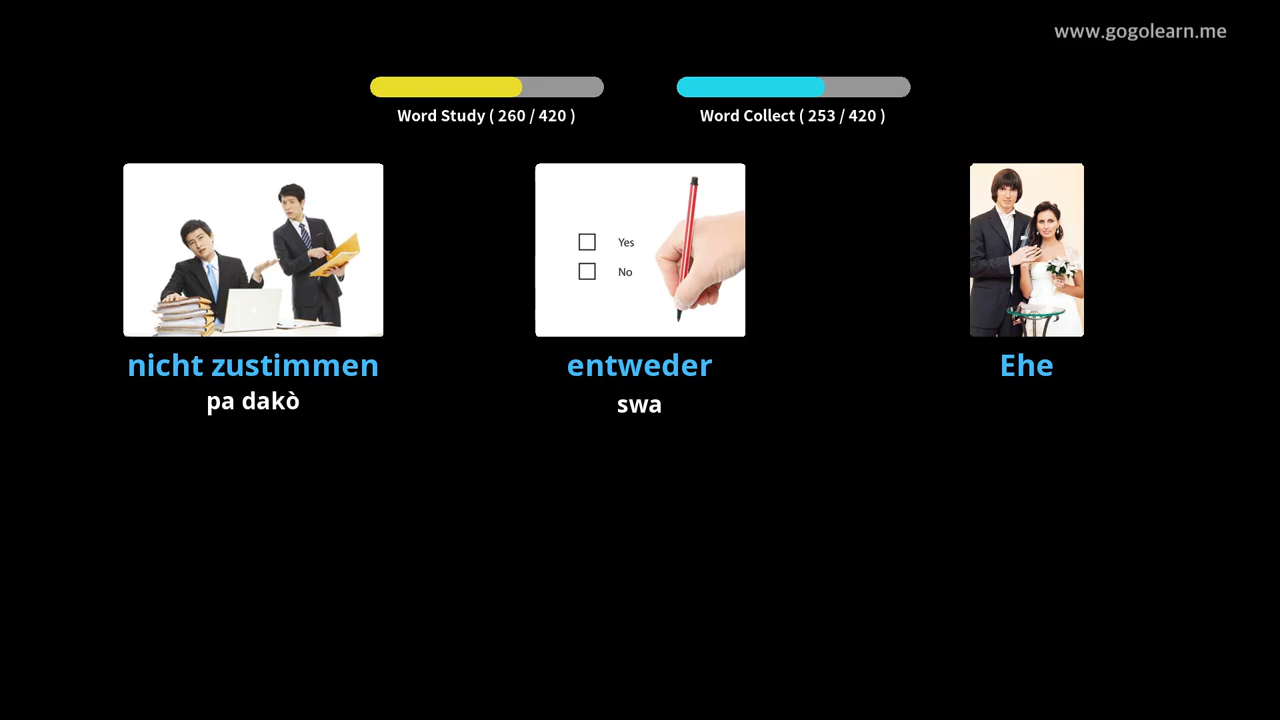 www.gogolearn.me
Word Study ( 260 / 420 )
Word Collect ( 253 / 420 )
Yes
No
nicht zustimmen
pa dakò
entweder
swa
Ehe